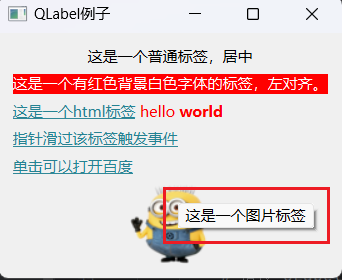 QLabel例子
这是一个普通标签，居中
这是一个有红色背景白色字体的标签，左对齐。
这是一个html标签 hello world
指针滑过该标签触发事件
单击可以打开百度
这是一个图片标签